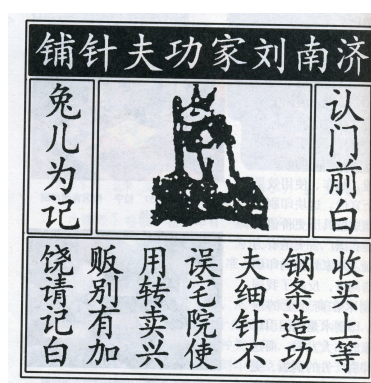 济南刘家功夫针铺
认门前白
兔儿为记
收买上等
钢条造功
夫细针不
误宅院使
用转卖兴
贩别有加
饶请记白